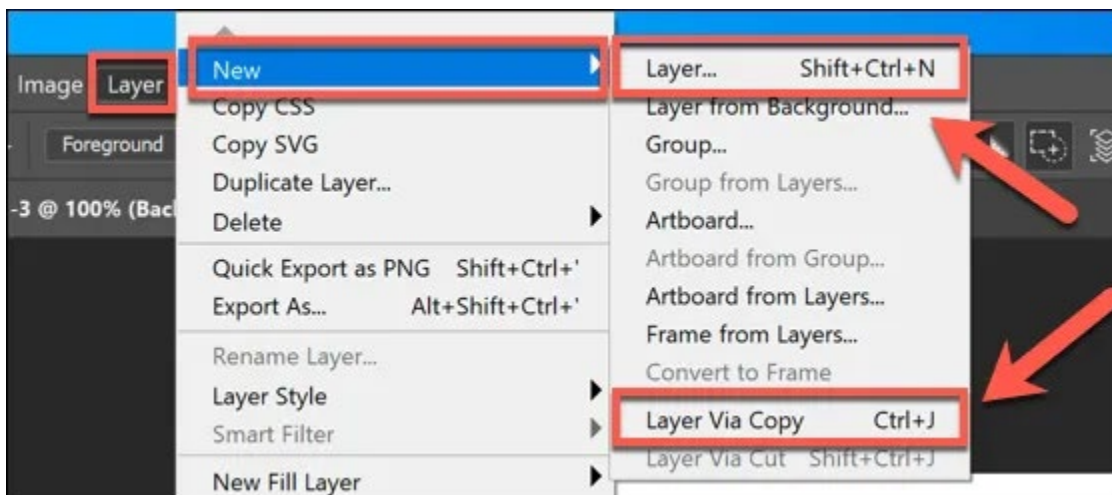 Image Layer
Foreground
-3 @ 100% (Bac
New
Copy CSS
Copy SVG
Duplicate Layer...
Delete
Quick Export as PNG Shift+Ctrl+'
Export As... Alt+Shift+Ctrl+'
Rename Layer...
Layer Style
Smart Filter
New Fill Layer
Layer... Shift+Ctrl+N
Layer from Background...
Group...
Group from Layers...
Artboard...
Artboard from Group...
Artboard from Layers...
Frame from Layers...
Convert to Frame
Layer Via Copy Ctrl+J
Layer Via Cut Shift+Ctrl+J